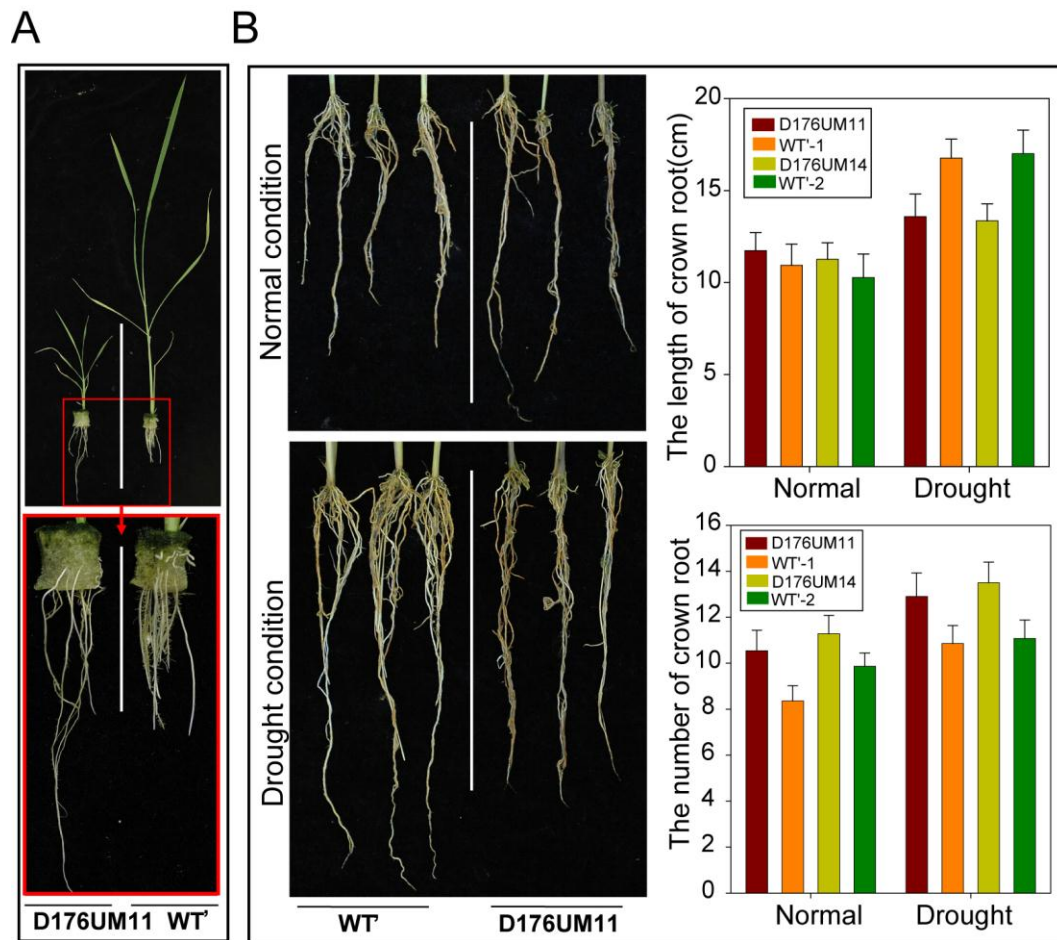 A
B
Normal condition
Drought condition
D176UM11
WT'
WT'
D176UM11
The length of crown root(cm)
20
15
10
5
0
D176UM11
WT'-1
D176UM14
WT'-2
Normal
Drought
The number of crown root
16
14
12
10
8
6
4
2
0
D176UM11
WT'-1
D176UM14
WT'-2
Normal
Drought